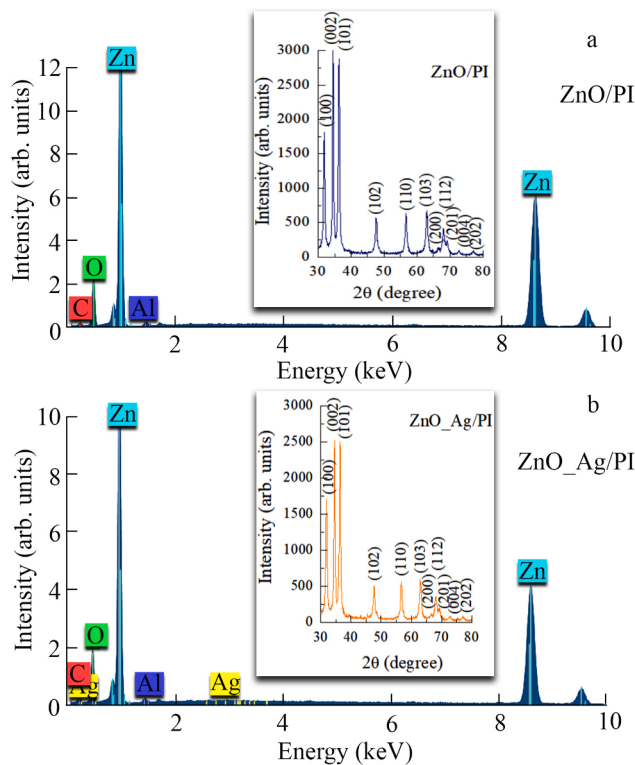 a
ZnO/PI
Intensity (arb. units)
12
10
8
6
4
2
0
Zn
O
C
Al
Zn
2
4
6
8
10
Energy (keV)
ZnO/PI
Intensity (arb. units)
3000
2500
2000
1500
1000
500
0
(100)
(002)
(101)
(102)
(110)
(103)
(200)
(112)
(201)
(004)
(202)
30 40 50 60 70 80
2θ (degree)
b
ZnO_Ag/PI
Intensity (arb. units)
10
8
6
4
2
0
Zn
O
C
Ag
Al
Ag
Zn
2
4
6
8
10
Energy (keV)
ZnO_Ag/PI
Intensity (arb. units)
3000
2500
2000
1500
1000
500
0
(100)
(002)
(101)
(102)
(110)
(103)
(200)
(112)
(201)
(004)
(202)
30 40 50 60 70 80
2θ (degree)